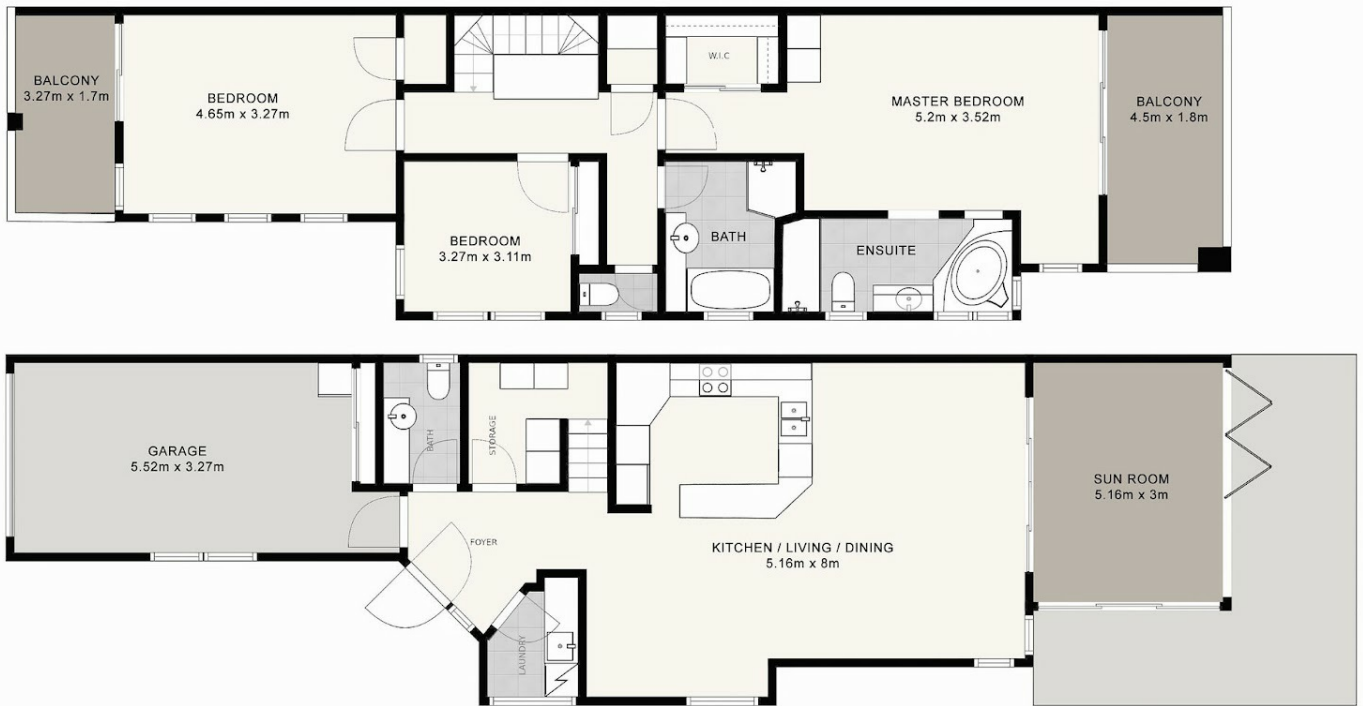 BALCONY
3.27m x 1.7m
BEDROOM
4.65m x 3.27m
W.I.C
MASTER BEDROOM
5.2m x 3.52m
BALCONY
4.5m x 1.8m
BEDROOM
3.27m x 3.11m
BATH
ENSUITE
GARAGE
5.52m x 3.27m
BATH
STORAGE
FOYER
LAUNDRY
KITCHEN / LIVING / DINING
5.16m x 8m
SUN ROOM
5.16m x 3m